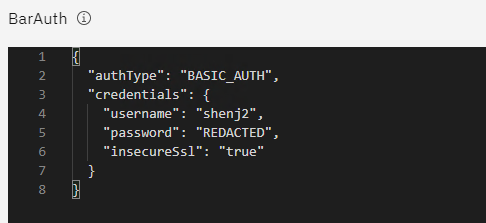 BarAuth ⓘ
1 {
2 "authType": "BASIC_AUTH",
3 "credentials": {
4 "username": "shenj2",
5 "password": "REDACTED",
6 "insecureSsl": "true"
7 }
8 }